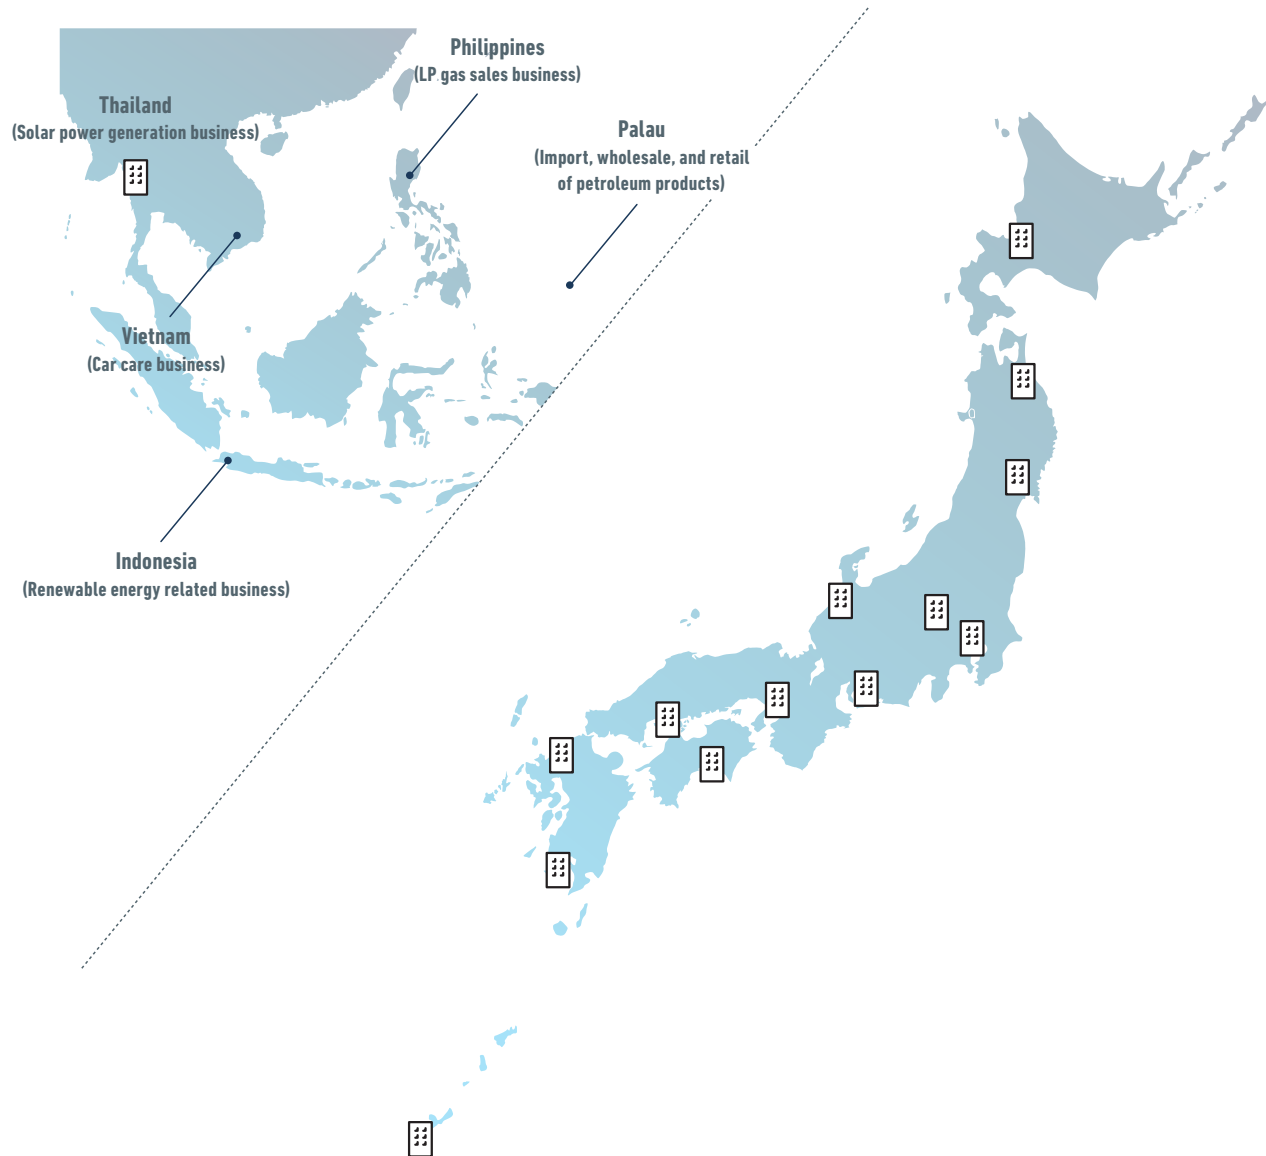 Philippines
(LP gas sales business)
Thailand
(Solar power generation business)
Palau
(Import, wholesale, and retail
of petroleum products)
Vietnam
(Car care business)
Indonesia
(Renewable energy related business)